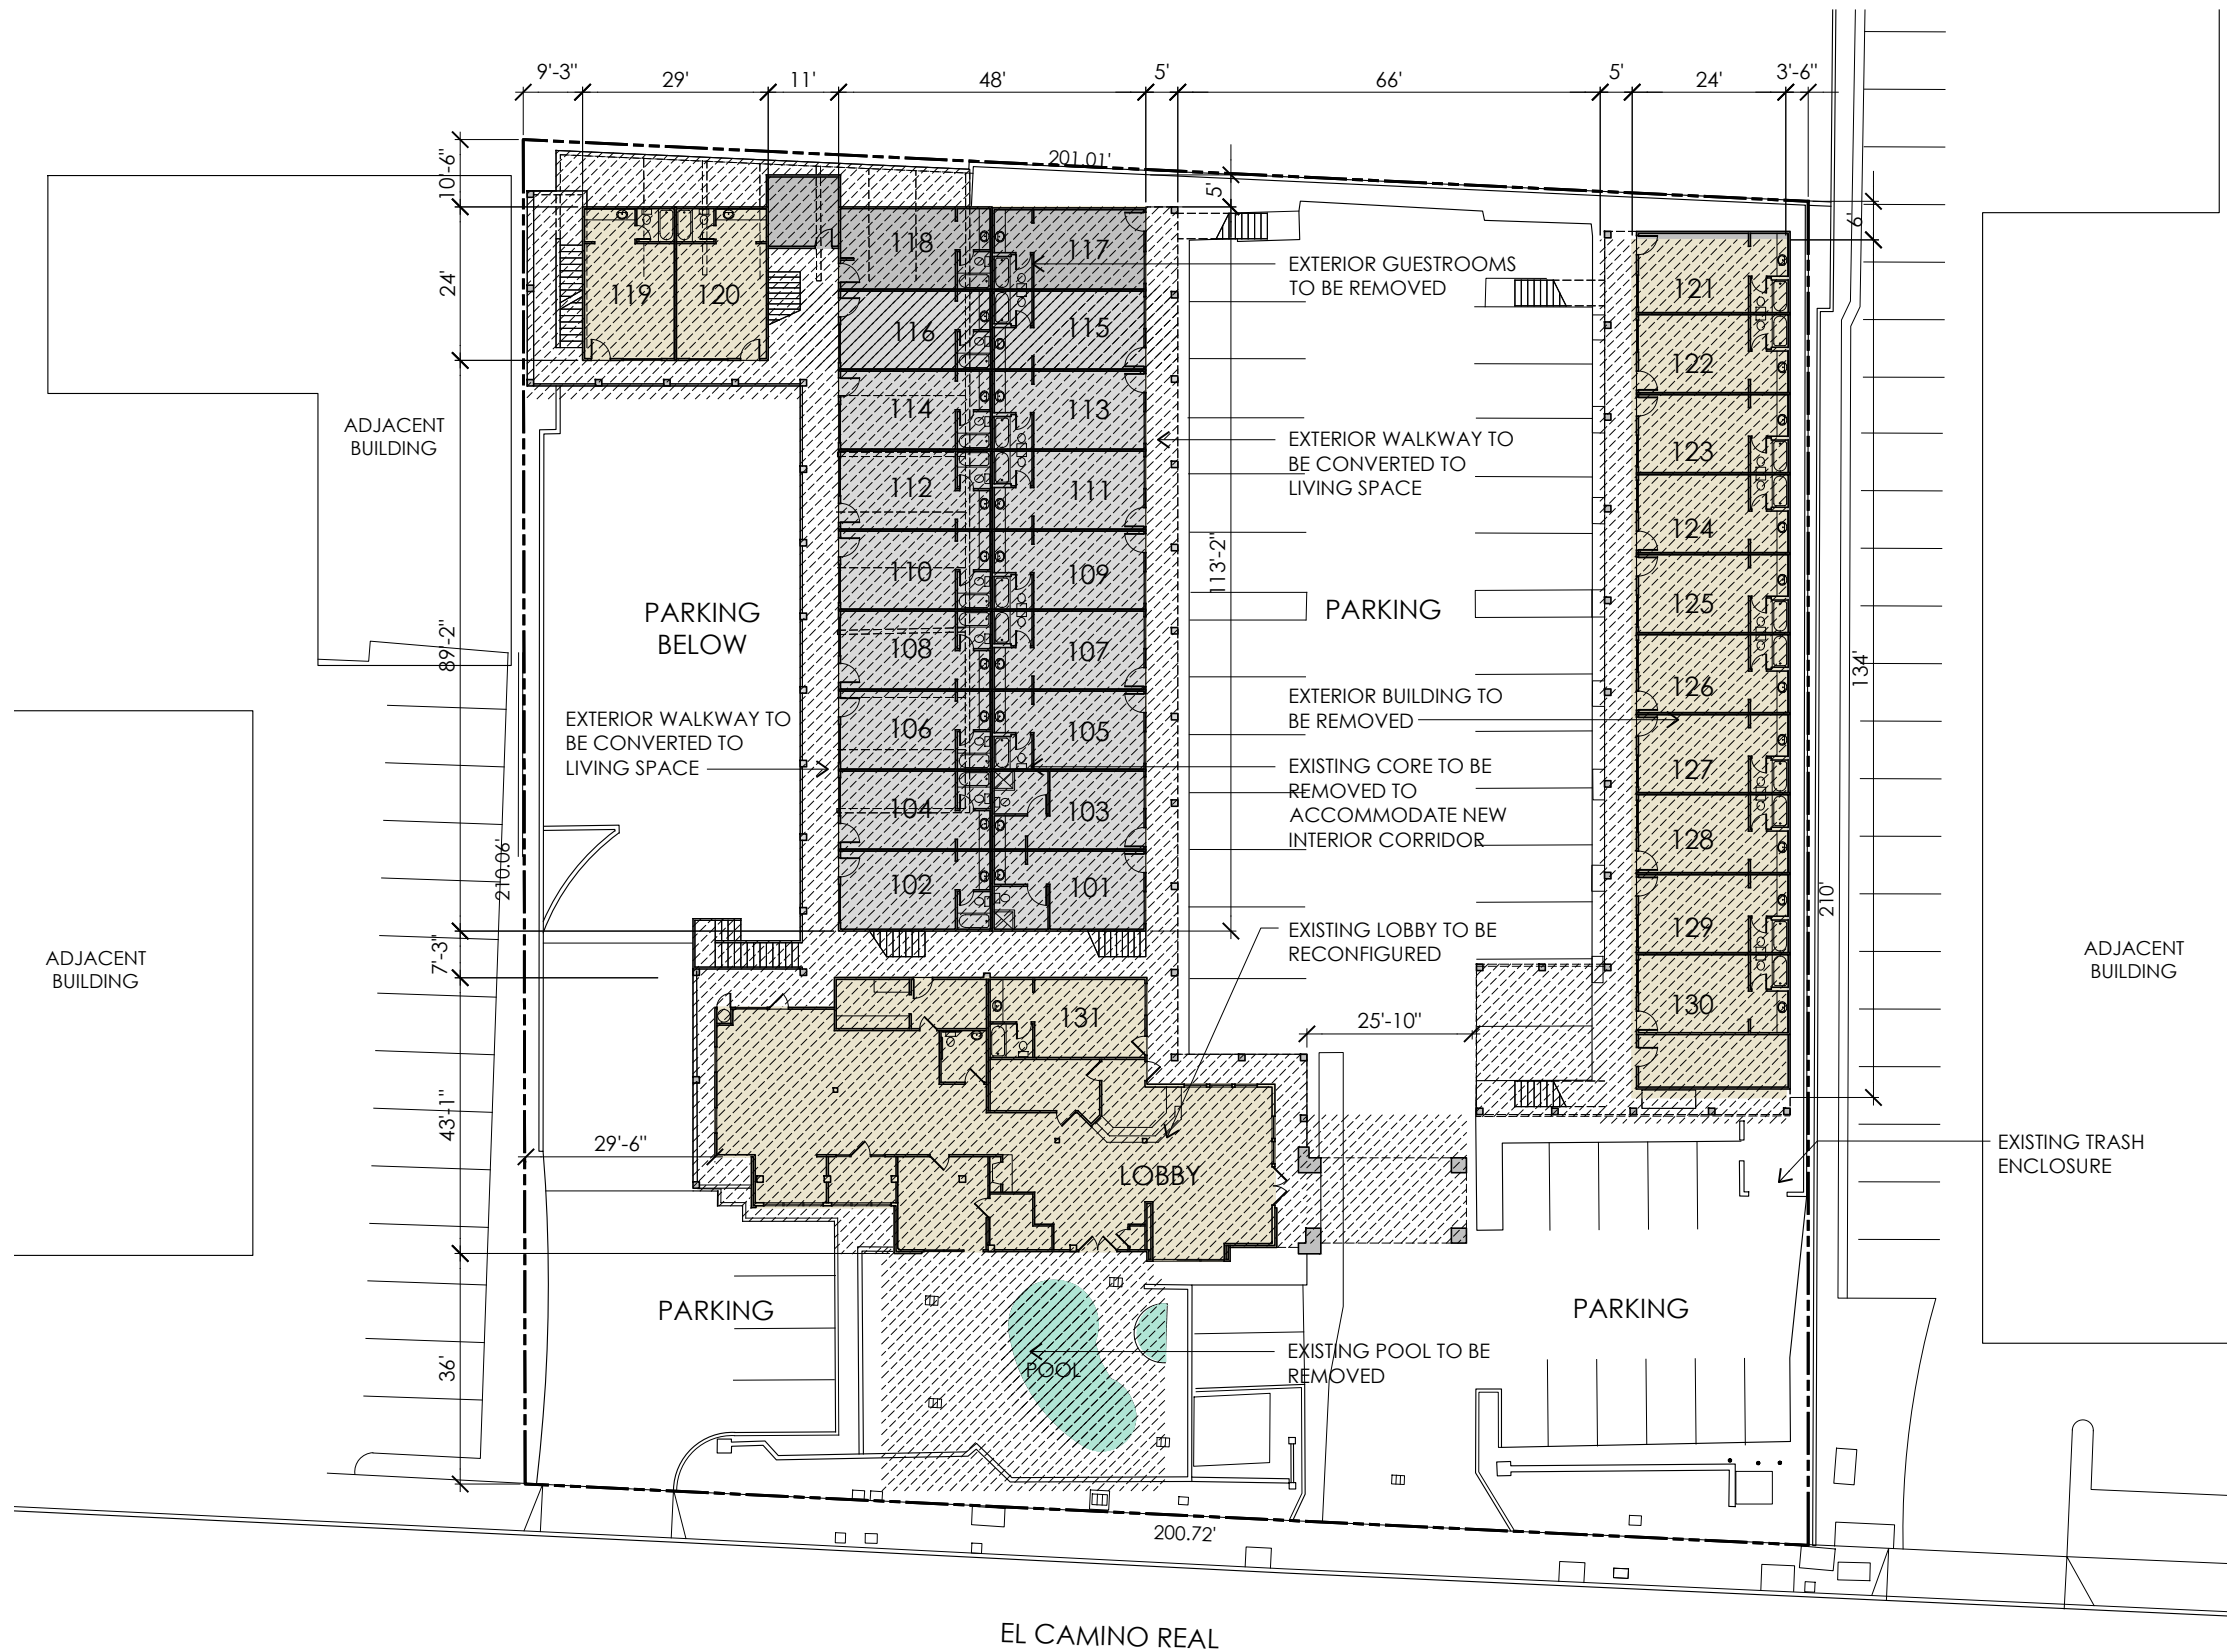 9'-3"
29'
11'
48'
5'
66'
5'
24'
3'-6"
201.01'
10'-6"
5'
6'
24'
119
120
118
117
EXTERIOR GUESTROOMS
TO BE REMOVED
121
116
115
122
ADJACENT
BUILDING
114
113
EXTERIOR WALKWAY TO
BE CONVERTED TO
LIVING SPACE
123
112
111
124
113'-2"
110
109
125
PARKING
BELOW
PARKING
89'-2"
108
107
134'
126
EXTERIOR WALKWAY TO
BE CONVERTED TO
LIVING SPACE
106
105
EXTERIOR BUILDING TO
BE REMOVED
127
EXISTING CORE TO BE
REMOVED TO
ACCOMMODATE NEW
INTERIOR CORRIDOR
104
103
128
210.06'
102
101
210'
129
7'-3"
EXISTING LOBBY TO BE
RECONFIGURED
ADJACENT
BUILDING
ADJACENT
BUILDING
131
130
25'-10"
43'-1"
29'-6"
LOBBY
EXISTING TRASH
ENCLOSURE
PARKING
PARKING
36'
POOL
EXISTING POOL TO BE
REMOVED
200.72'
EL CAMINO REAL